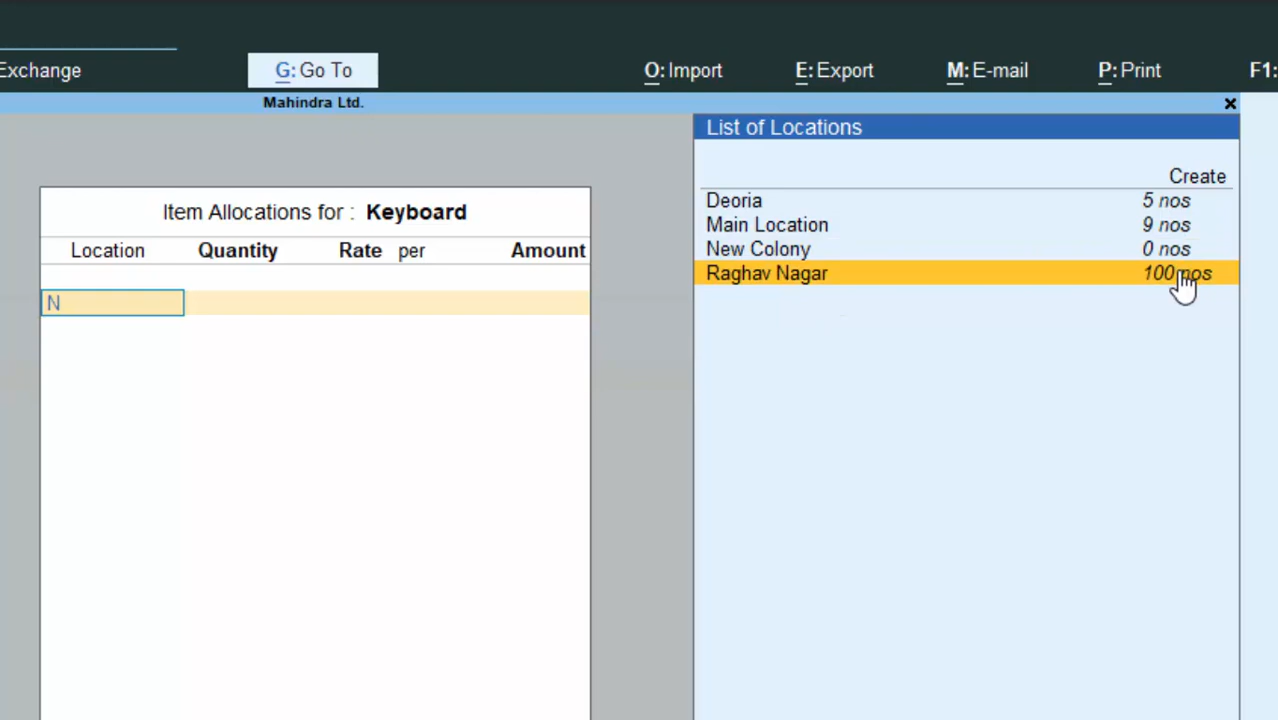 Exchange G: Go To O: Import E: Export M: E-mail P: Print F1:
Mahindra Ltd. ×
List of Locations
Create
Item Allocations for : Keyboard
Location Quantity Rate per Amount
N
Deoria 5 nos
Main Location 9 nos
New Colony 0 nos
Raghav Nagar 100 nos